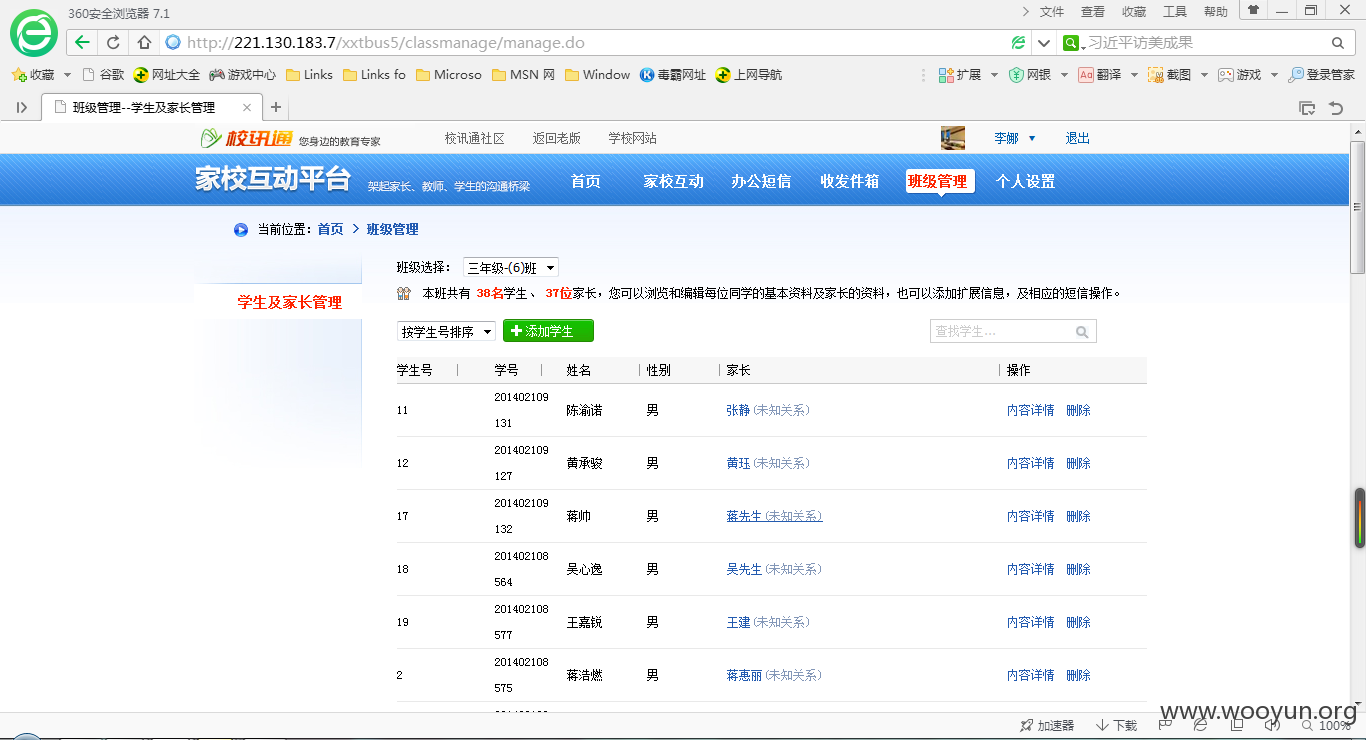 360安全浏览器 7.1
文件 查看 收藏 工具 帮助
http://221.130.183.7/xxtbus5/classmanage/manage.do
习近平访美成果
收藏 谷歌 网址大全 游戏中心 Links Links fo Microso MSN 网 Window 毒霸网址 上网导航 扩展 网银 翻译 截图 游戏 登录管家
班级管理--学生及家长管理
校讯通 您身边的教育专家 校讯通社区 返回老版 学校网站 李娜 退出
家校互动平台 架起家长、教师、学生的沟通桥梁 首页 家校互动 办公短信 收发件箱 班级管理 个人设置
当前位置：首页 > 班级管理
班级选择： 三年级-(6)班
学生及家长管理
本班共有 38名学生、 37位家长，您可以浏览和编辑每位同学的基本资料及家长的资料，也可以添加扩展信息，及相应的短信操作。
按学生号排序 添加学生 查找学生...
学生号 学号 姓名 性别 家长 操作
11 201402109131 陈渝诺 男 张静(未知关系) 内容详情 删除
12 201402109127 黄承骏 男 黄珏(未知关系) 内容详情 删除
17 201402109132 蒋帅 男 蒋先生(未知关系) 内容详情 删除
18 201402108564 吴心逸 男 吴先生(未知关系) 内容详情 删除
19 201402108577 王嘉锐 男 王建(未知关系) 内容详情 删除
2 201402108575 蒋浩燃 男 蒋惠丽(未知关系) 内容详情 删除
www.wooyun.org
加速器 下载 100%